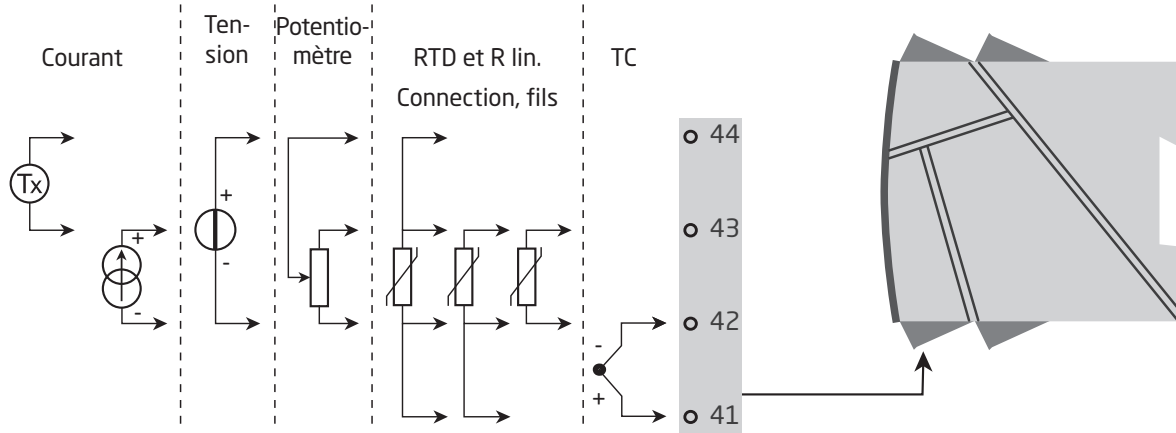 Courant
Ten-
sion
Potentio-
mètre
RTD et R lin.
Connection, fils
TC
Tx
+
-
+
-
-
+
44
43
42
41